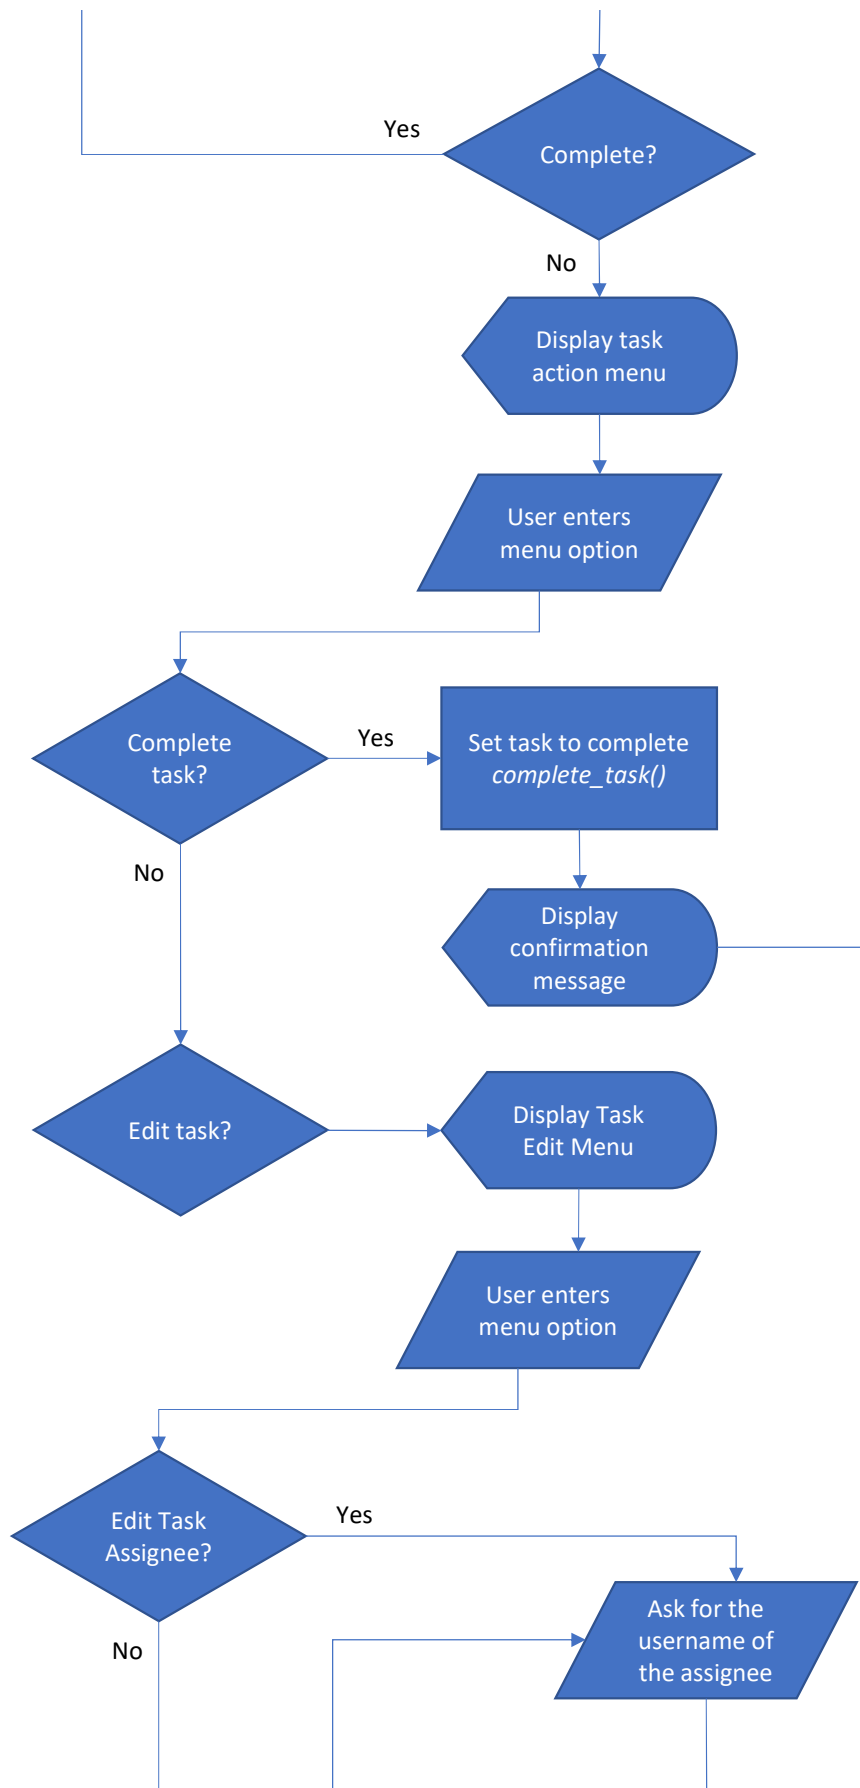 Yes
Complete?
No
Display task
action menu
User enters
menu option
Complete
task?
Yes
Set task to complete
complete_task()
No
Display
confirmation
message
Edit task?
Display Task
Edit Menu
User enters
menu option
Edit Task
Assignee?
Yes
Ask for the
username of
the assignee
No